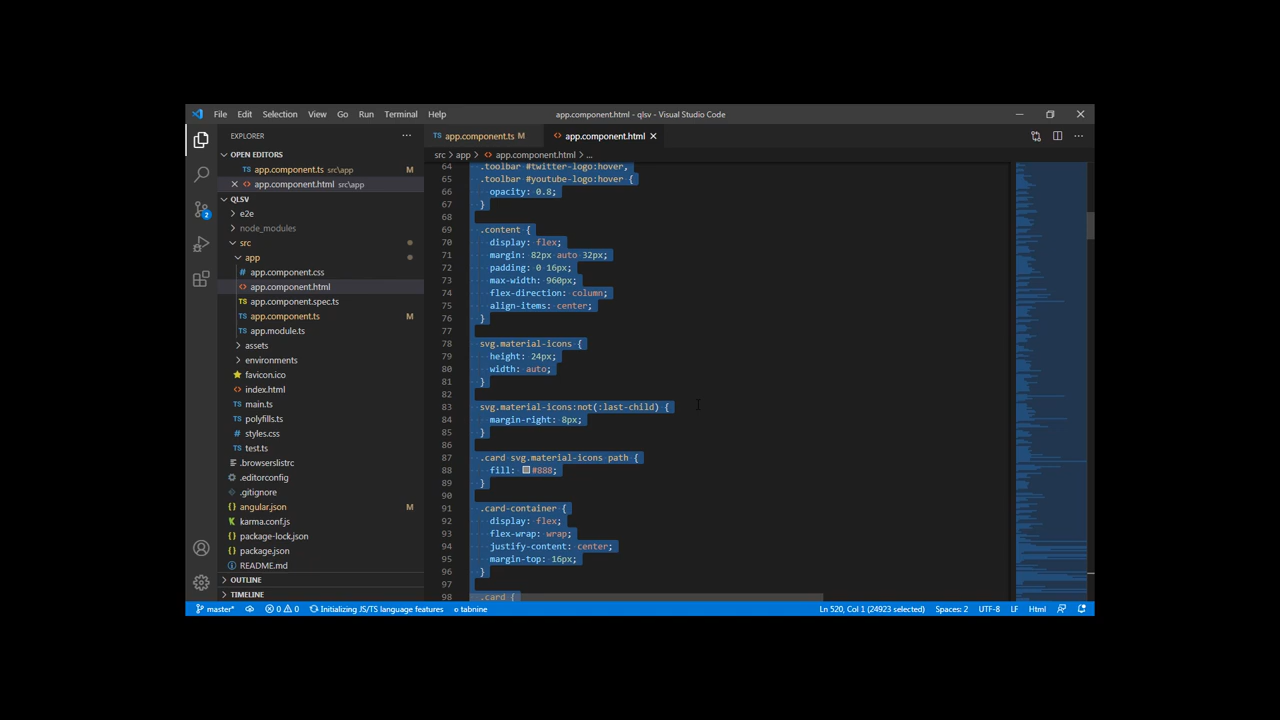 File Edit Selection View Go Run Terminal Help app.component.html - qlsv - Visual Studio Code
EXPLORER
OPEN EDITORS
app.component.ts src\app M
app.component.html src\app
QLSV
e2e
node_modules
src
app
app.component.css
app.component.html
app.component.spec.ts
app.component.ts M
app.module.ts
assets
environments
favicon.ico
index.html
main.ts
polyfills.ts
styles.css
test.ts
.browserslistrc
.editorconfig
.gitignore
angular.json M
karma.conf.js
package-lock.json
package.json
README.md
OUTLINE
TIMELINE
2
app.component.ts M app.component.html
src > app > app.component.html > ...
64 .toolbar #twitter-logo:hover,
65 .toolbar #youtube-logo:hover {
66 opacity: 0.8;
67 }
68
69 .content {
70 display: flex;
71 margin: 82px auto 32px;
72 padding: 0 16px;
73 max-width: 960px;
74 flex-direction: column;
75 align-items: center;
76 }
77
78 svg.material-icons {
79 height: 24px;
80 width: auto;
81 }
82
83 svg.material-icons:not(:last-child) {
84 margin-right: 8px;
85 }
86
87 .card svg.material-icons path {
88 fill: #888;
89 }
90
91 .card-container {
92 display: flex;
93 flex-wrap: wrap;
94 justify-content: center;
95 margin-top: 16px;
96 }
97
98 .card {
master* 0 0 Initializing JS/TS language features tabnine Ln 520, Col 1 (24923 selected) Spaces: 2 UTF-8 LF Html